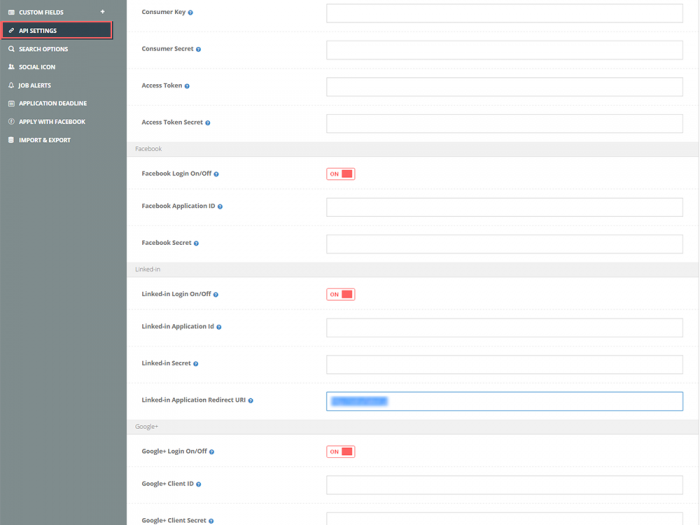 CUSTOM FIELDS +
API SETTINGS
SEARCH OPTIONS
SOCIAL ICON
JOB ALERTS
APPLICATION DEADLINE
APPLY WITH FACEBOOK
IMPORT & EXPORT
Consumer Key ?
Consumer Secret ?
Access Token ?
Access Token Secret ?
Facebook
Facebook Login On/Off ? ON
Facebook Application ID ?
Facebook Secret ?
Linked-in
Linked-in Login On/Off ? ON
Linked-in Application Id ?
Linked-in Secret ?
Linked-in Application Redirect URI ?
Google+
Google+ Login On/Off ? ON
Google+ Client ID ?
Google+ Client Secret ?